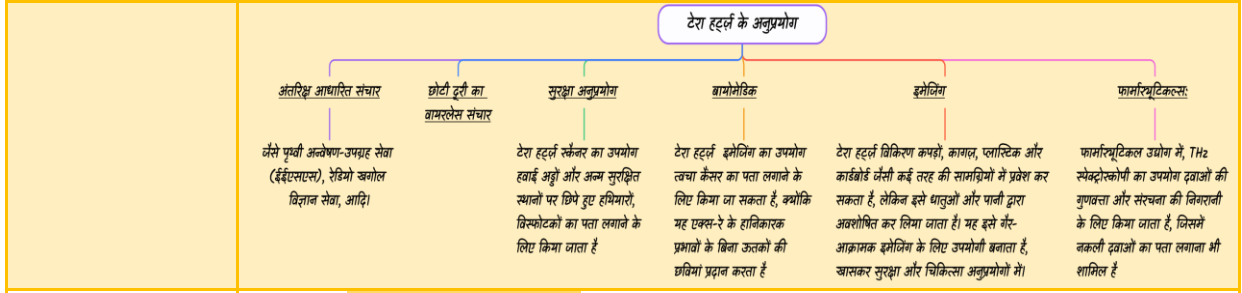 टेरा हर्ट्ज़ के अनुप्रयोग
अंतरिक्ष आधारित संचार
जैसे पृथ्वी अन्वेषण-उपग्रह सेवा
(ईईएसएस), रेडियो खगोल
विज्ञान सेवा, आदि।
छोटी दूरी का
वायरलेस संचार
सुरक्षा अनुप्रयोग
टेरा हर्ट्ज़ स्कैनर का उपयोग
हवाई अड्डों और अन्य सुरक्षित
स्थानों पर छिपे हुए हथियारों,
विस्फोटकों का पता लगाने के
लिए किया जाता है
बायोमेडिक
टेरा हर्ट्ज़ इमेजिंग का उपयोग
त्वचा कैंसर का पता लगाने के
लिए किया जा सकता है, क्योंकि
यह एक्स-रे के हानिकारक
प्रभावों के बिना ऊतकों की
छवियां प्रदान करता है
इमेजिंग
टेरा हर्ट्ज़ विकिरण कपड़ों, कागज़, प्लास्टिक और
कार्डबोर्ड जैसी कई तरह की सामग्रियों में प्रवेश कर
सकता है, लेकिन इसे धातुओं और पानी द्वारा
अवशोषित कर लिया जाता है। यह इसे गैर-
आक्रामक इमेजिंग के लिए उपयोगी बनाता है,
खासकर सुरक्षा और चिकित्सा अनुप्रयोगों में।
फार्मास्यूटिकल्स:
फार्मास्यूटिकल उद्योग में, THz
स्पेक्ट्रोस्कोपी का उपयोग दवाओं की
गुणवत्ता और संरचना की निगरानी
के लिए किया जाता है, जिसमें
नकली दवाओं का पता लगाना भी
शामिल है